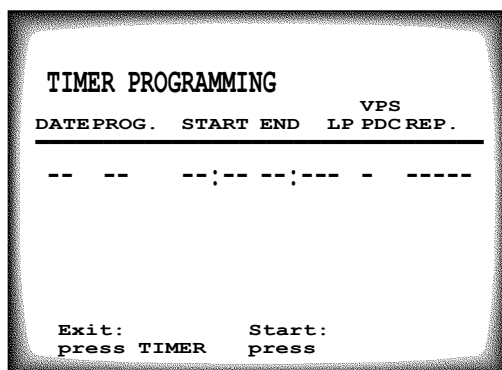 TIMER PROGRAMMING
VPS
DATE PROG. START END LP PDC REP.
-- -- --:-- --:-- - - -----
Exit: Start:
press TIMER press